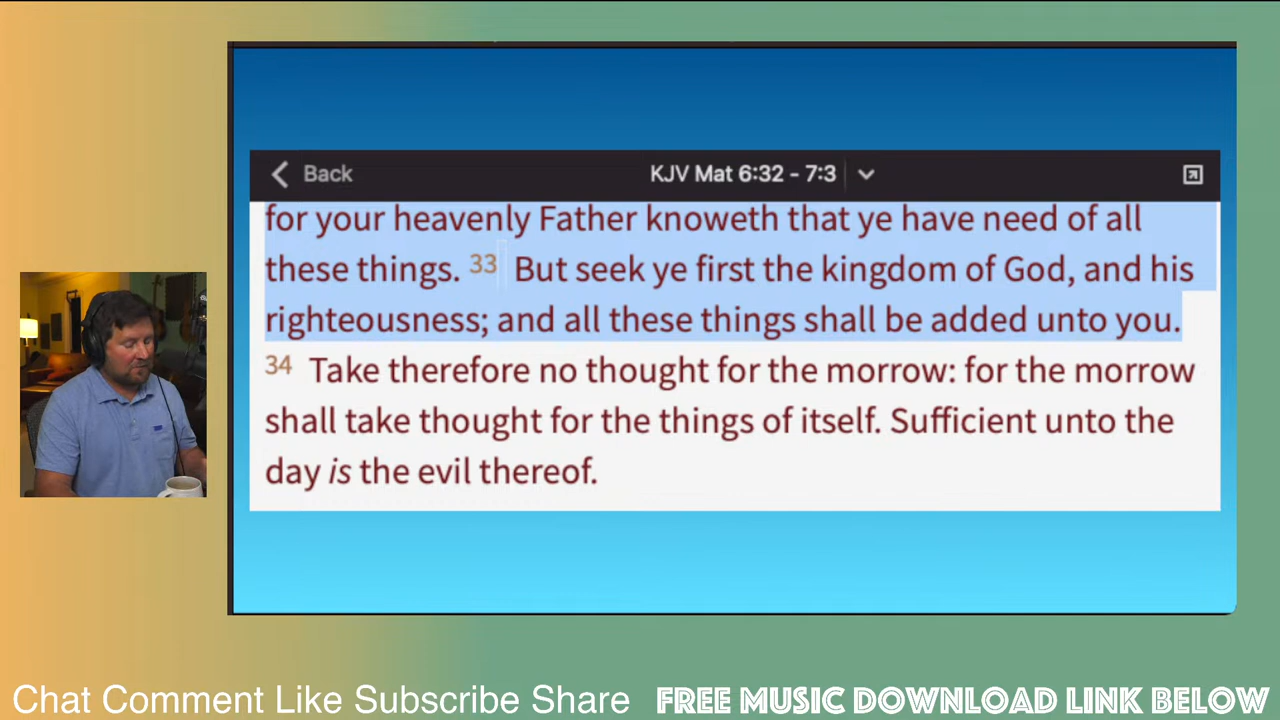 Back
KJV Mat 6:32 - 7:3
for your heavenly Father knoweth that ye have need of all
these things. 33 But seek ye first the kingdom of God, and his
righteousness; and all these things shall be added unto you.
34 Take therefore no thought for the morrow: for the morrow
shall take thought for the things of itself. Sufficient unto the
day is the evil thereof.
Chat Comment Like Subscribe Share
FREE MUSIC DOWNLOAD LINK BELOW